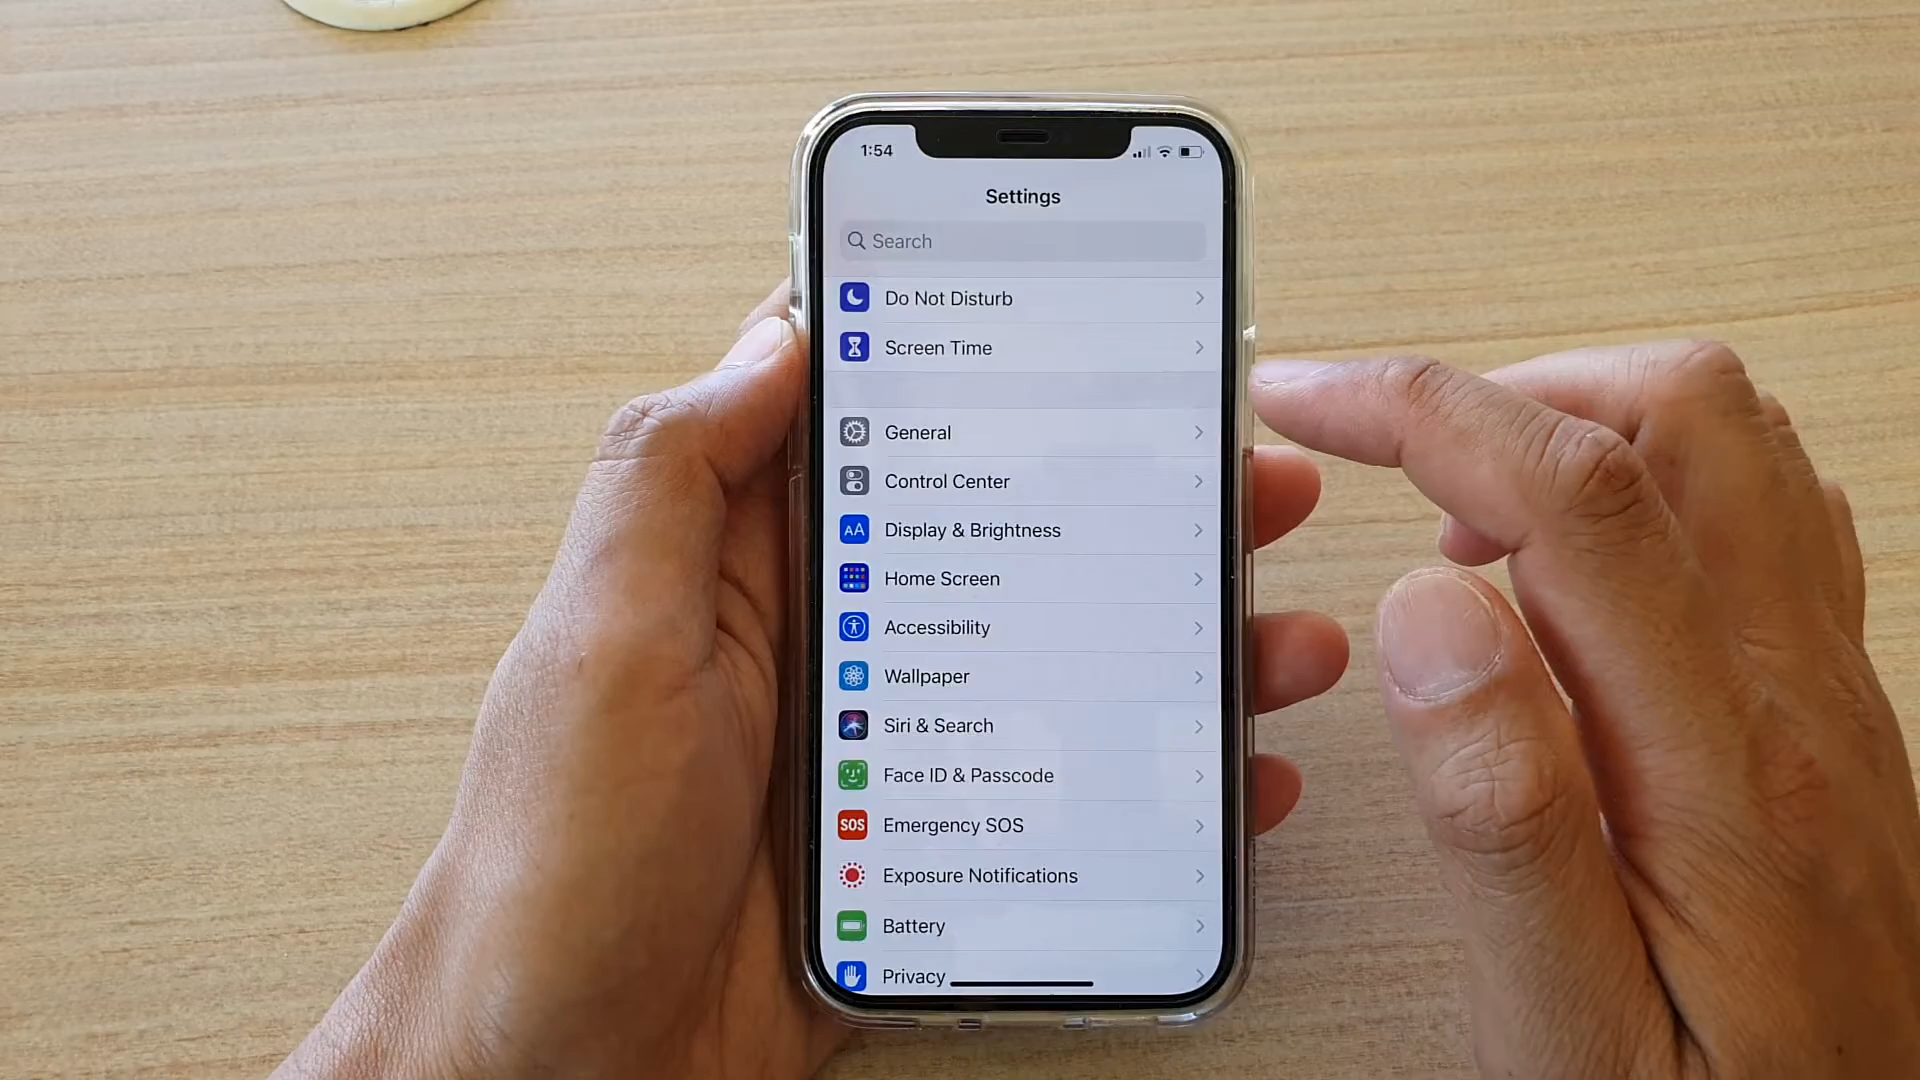 1:54
Settings
Search
Do Not Disturb
Screen Time
General
Control Center
AA Display & Brightness
Home Screen
Accessibility
Wallpaper
Siri & Search
Face ID & Passcode
SOS Emergency SOS
Exposure Notifications
Battery
Privacy